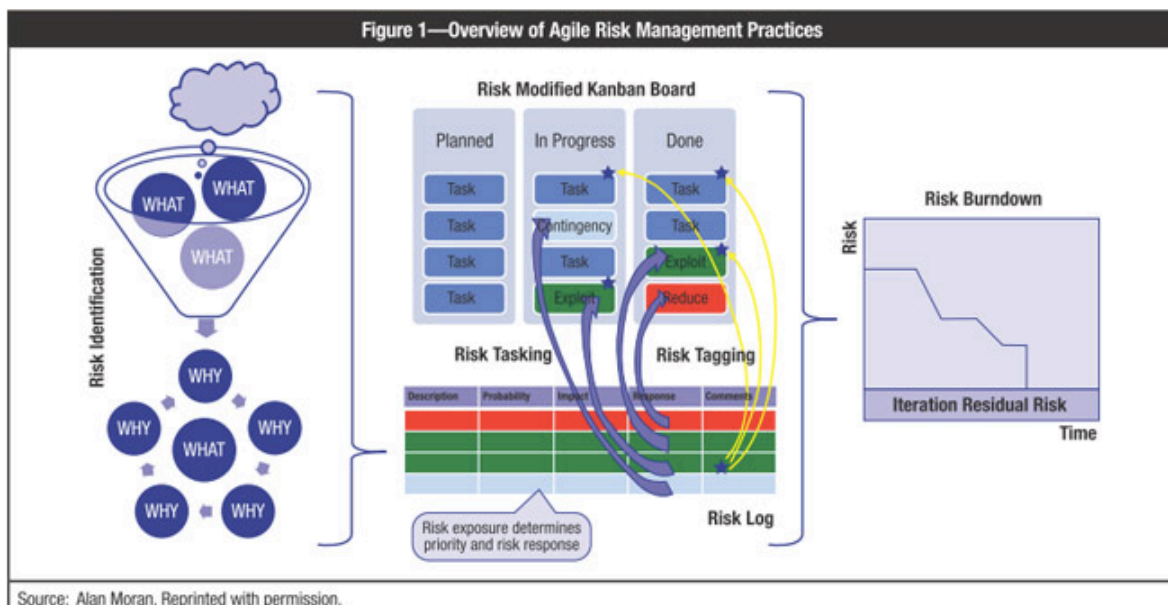 Figure 1—Overview of Agile Risk Management Practices
Risk Identification
WHAT
WHAT
WHAT
WHY
WHY
WHAT
WHY
WHY
WHY
Risk Modified Kanban Board
Planned
In Progress
Done
Task
Task
Task
Task
Contingency
Task
Task
Task
Exploit
Task
Exploit
Reduce
Risk Tasking
Risk Tagging
Description
Probability
Impact
Response
Comments
Risk exposure determines
priority and risk response
Risk Log
Risk Burndown
Risk
Iteration Residual Risk
Time
Source: Alan Moran. Reprinted with permission.